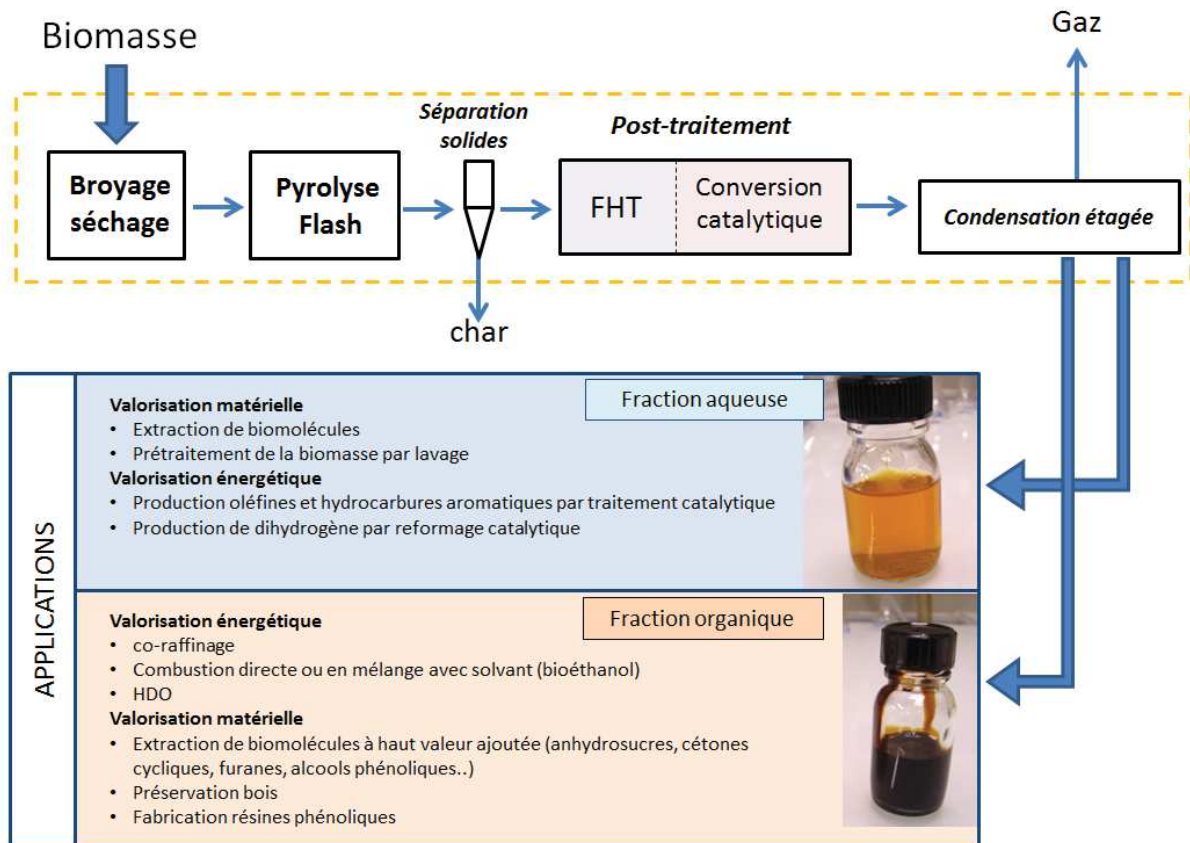 Biomasse
Gaz
Séparation
solides
Post-traitement
Broyage
séchage
Pyrolyse
Flash
FHT
Conversion
catalytique
Condensation étagée
char
APPLICATIONS
Fraction aqueuse
Valorisation matérielle
• Extraction de biomolécules
• Prétraitement de la biomasse par lavage
Valorisation énergétique
• Production oléfines et hydrocarbures aromatiques par traitement catalytique
• Production de dihydrogène par reformage catalytique
Fraction organique
Valorisation énergétique
• co-raffinage
• Combustion directe ou en mélange avec solvant (bioéthanol)
• HDO
Valorisation matérielle
• Extraction de biomolécules à haut valeur ajoutée (anhydrosucres, cétones
cycliques, furanes, alcools phénoliques..)
• Préservation bois
• Fabrication résines phénoliques